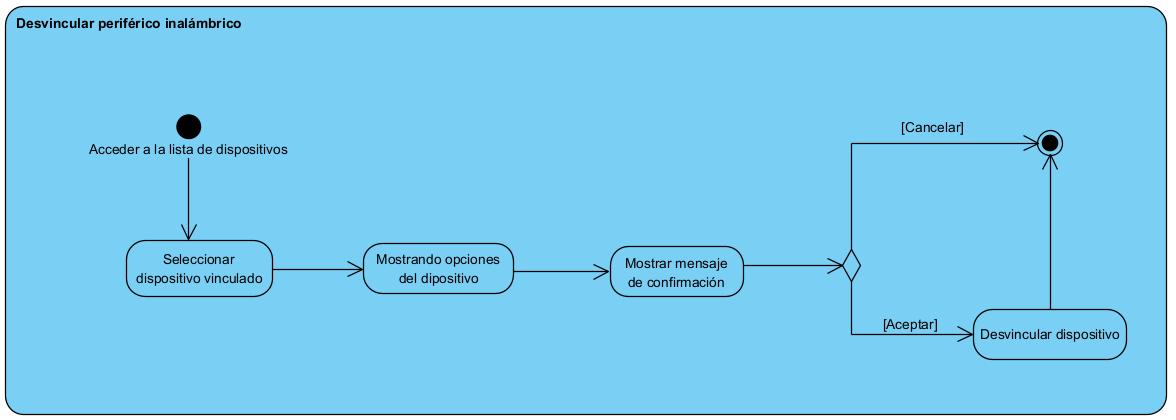 Desvincular periférico inalámbrico
Acceder a la lista de dispositivos
Seleccionar
dispositivo vinculado
Mostrando opciones
del dipositivo
Mostrar mensaje
de confirmación
[Cancelar]
[Aceptar]
Desvincular dispositivo